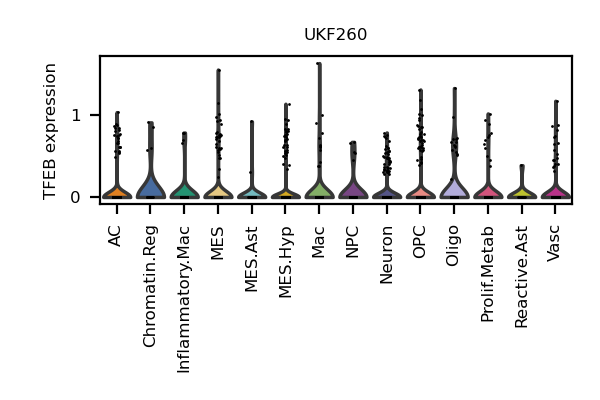 UKF260
TFEB expression
1
0
AC
Chromatin.Reg
Inflammatory.Mac
MES
MES.Ast
MES.Hyp
Mac
NPC
Neuron
OPC
Oligo
Prolif.Metab
Reactive.Ast
Vasc